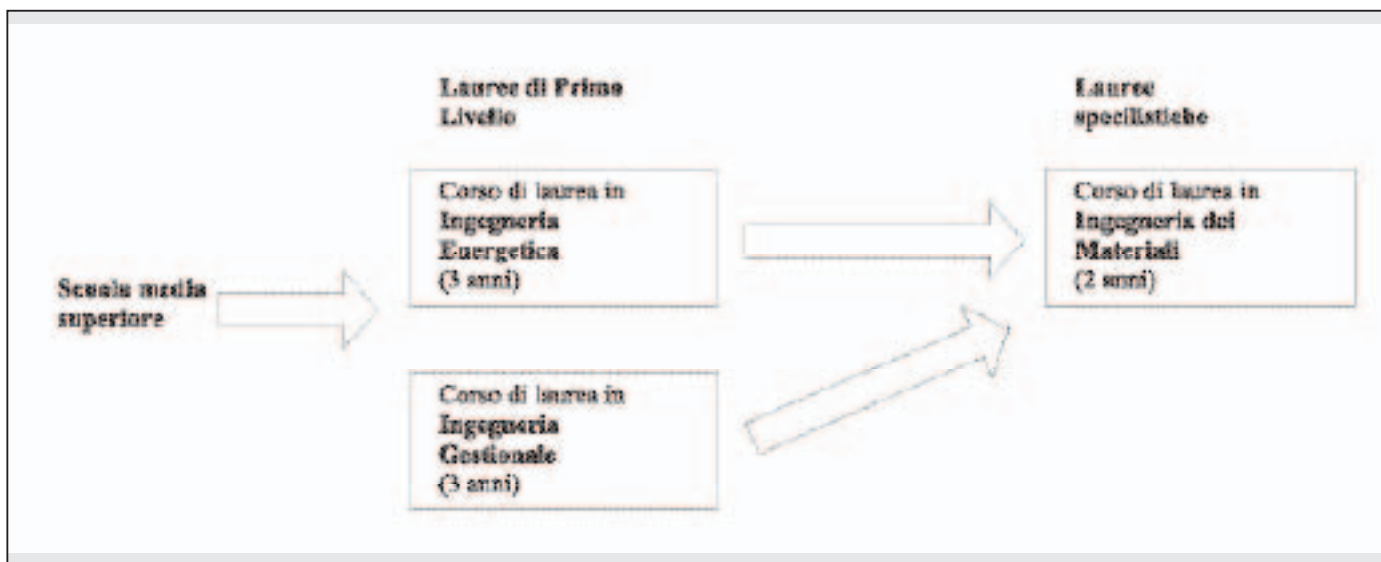 Lauree di Primo
Livello
Lauree
specilistiche
Corso di laurea in
Ingegneria
Energetica
(3 anni)
Corso di laurea in
Ingegneria dei
Materiali
(2 anni)
Scuola media
superiore
Corso di laurea in
Ingegneria
Gestionale
(3 anni)